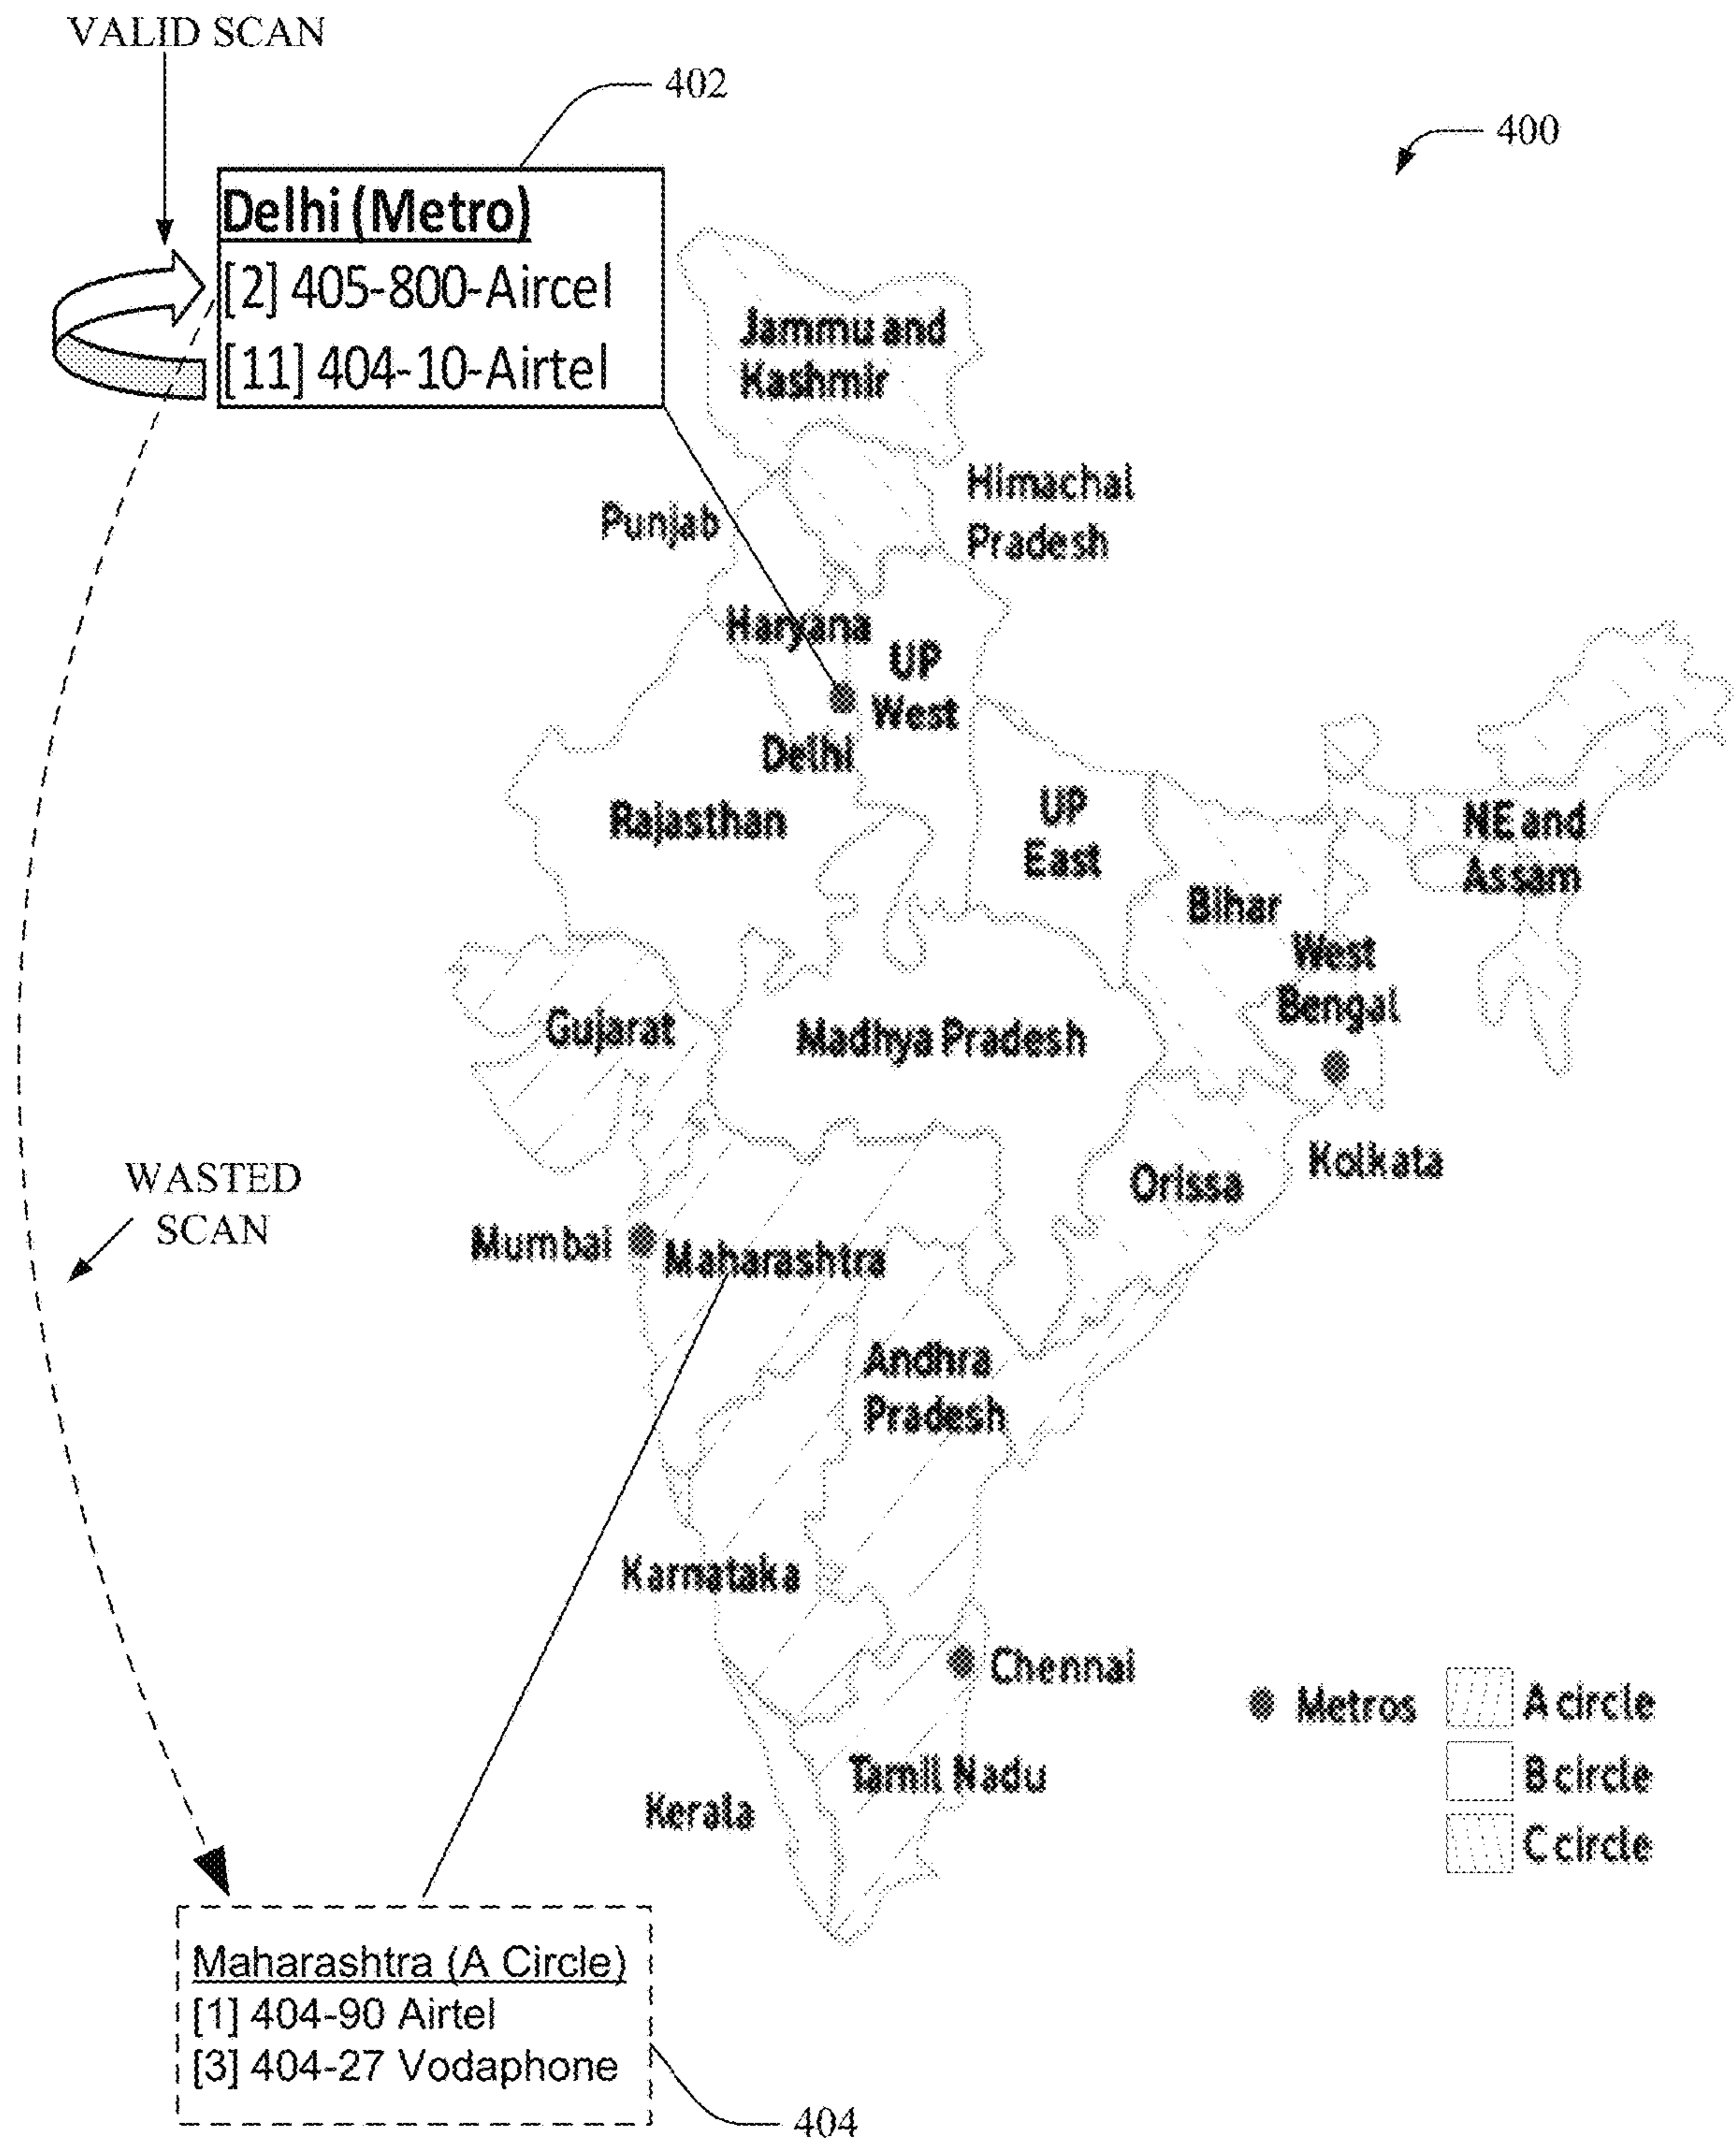 VALID SCAN
402
400
Delhi (Metro)
[2] 405-800-Aircel
[11] 404-10-Airtel
Jammu and
Kashmir
Himachal
Pradesh
Punjab
Haryana
UP
West
Delhi
Rajasthan
UP
East
NE and
Assam
Bihar
West
Bengal
Gujarat
Madhya Pradesh
Kolkata
Orissa
WASTED
SCAN
Mumbai
Maharashtra
Andhra
Pradesh
Karnataka
Chennai
Metros
A circle
B circle
C circle
Tamil Nadu
Kerala
Maharashtra (A Circle)
[1] 404-90 Airtel
[3] 404-27 Vodaphone
404